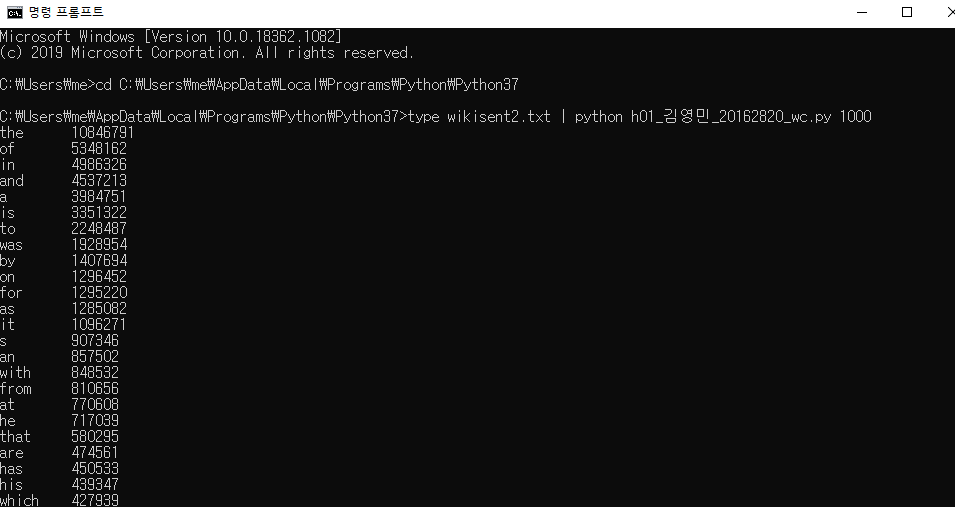 명령 프롬프트
Microsoft Windows [Version 10.0.18362.1082]
(c) 2019 Microsoft Corporation. All rights reserved.
C:₩Users₩me>cd C:₩Users₩me₩AppData₩Local₩Programs₩Python₩Python37
C:₩Users₩me₩AppData₩Local₩Programs₩Python₩Python37>type wikisent2.txt | python h01_김영민_20162820_wc.py 1000
the 10846791
of 5348162
in 4986326
and 4537213
a 3984751
is 3351322
to 2248487
was 1928954
by 1407694
on 1296452
for 1295220
as 1285082
it 1096271
s 907346
an 857502
with 848532
from 810656
at 770608
he 717039
that 580295
are 474561
has 450533
his 439347
which 427939